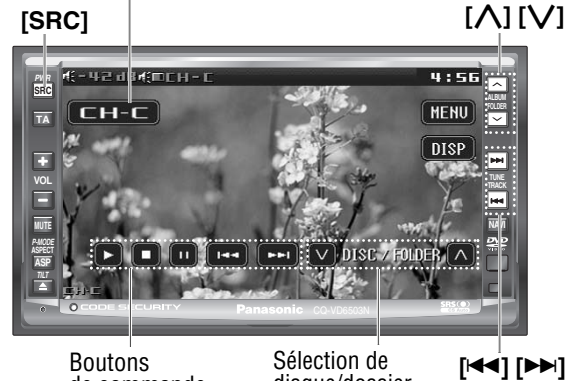 [SRC]
[⋀] [⋁]
PWR
SRC
-42dB CH-C
4:56
ALBUM
FOLDER
TA
CH-C
MENU
DISP
VOL
TUNE
TRACK
MUTE
NAVI
P·MODE
ASPECT
ASP
DISC / FOLDER
DVD
TILT
CH-C
CODE SECURITY
Panasonic
CQ-VD6503N
SRS(●)
Boutons
de commande
Sélection de
disque/dossier
[⏮] [⏭]